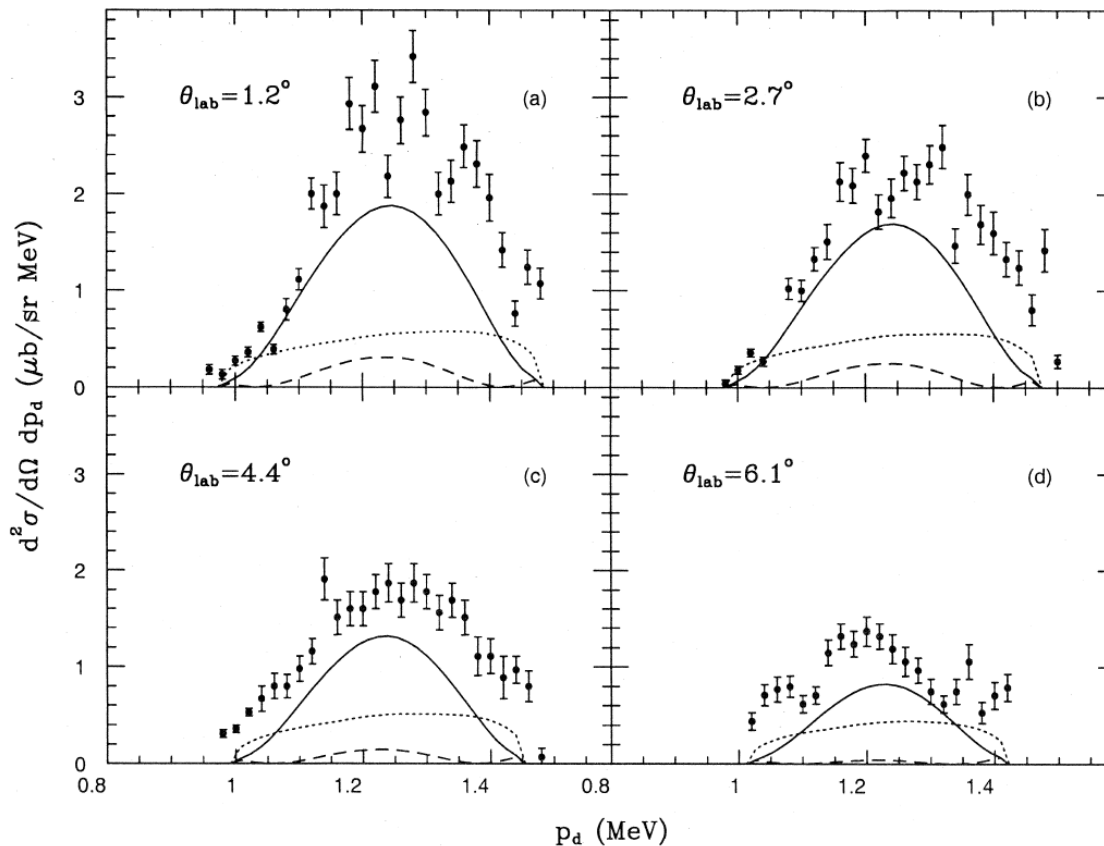 θlab=1.2°
(a)
θlab=2.7°
(b)
3
2
1
0
θlab=4.4°
(c)
θlab=6.1°
(d)
3
2
1
0
0.8 1 1.2 1.4 0.8 1 1.2 1.4
d²σ/dΩ dp_d (μb/sr MeV)
p_d (MeV)